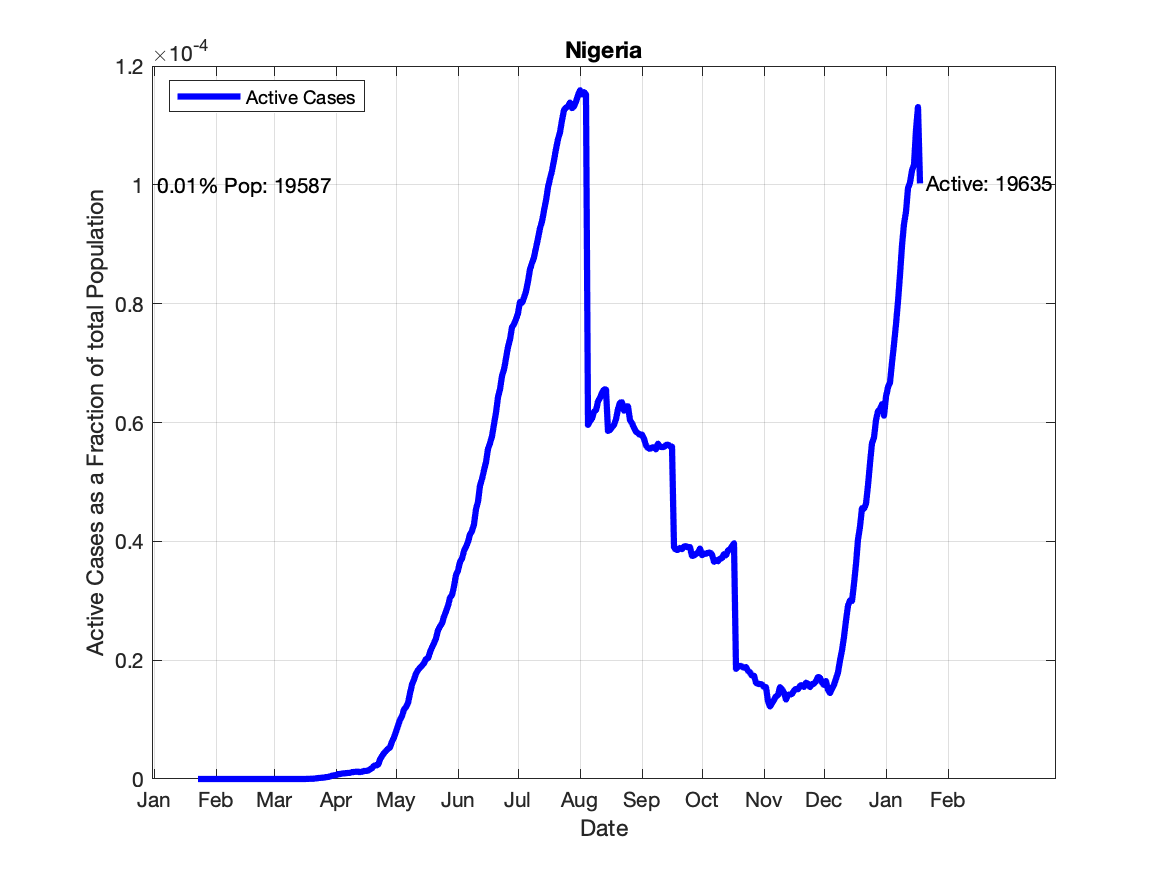 Nigeria
×10-4
1.2
1
0.8
0.6
0.4
0.2
0
Active Cases
0.01% Pop: 19587
Active: 19635
Active Cases as a Fraction of total Population
Jan Feb Mar Apr May Jun Jul Aug Sep Oct Nov Dec Jan Feb
Date